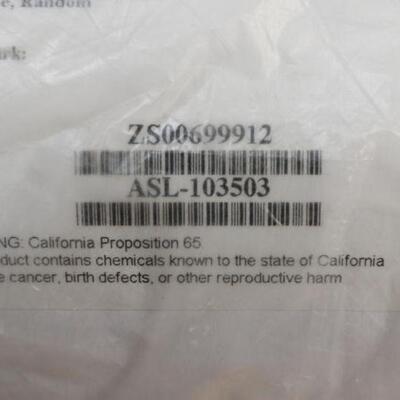 Random
ZS00699912
ASL-103503
NG: California Proposition 65
duct contains chemicals known to the state of California
e cancer, birth defects, or other reproductive harm